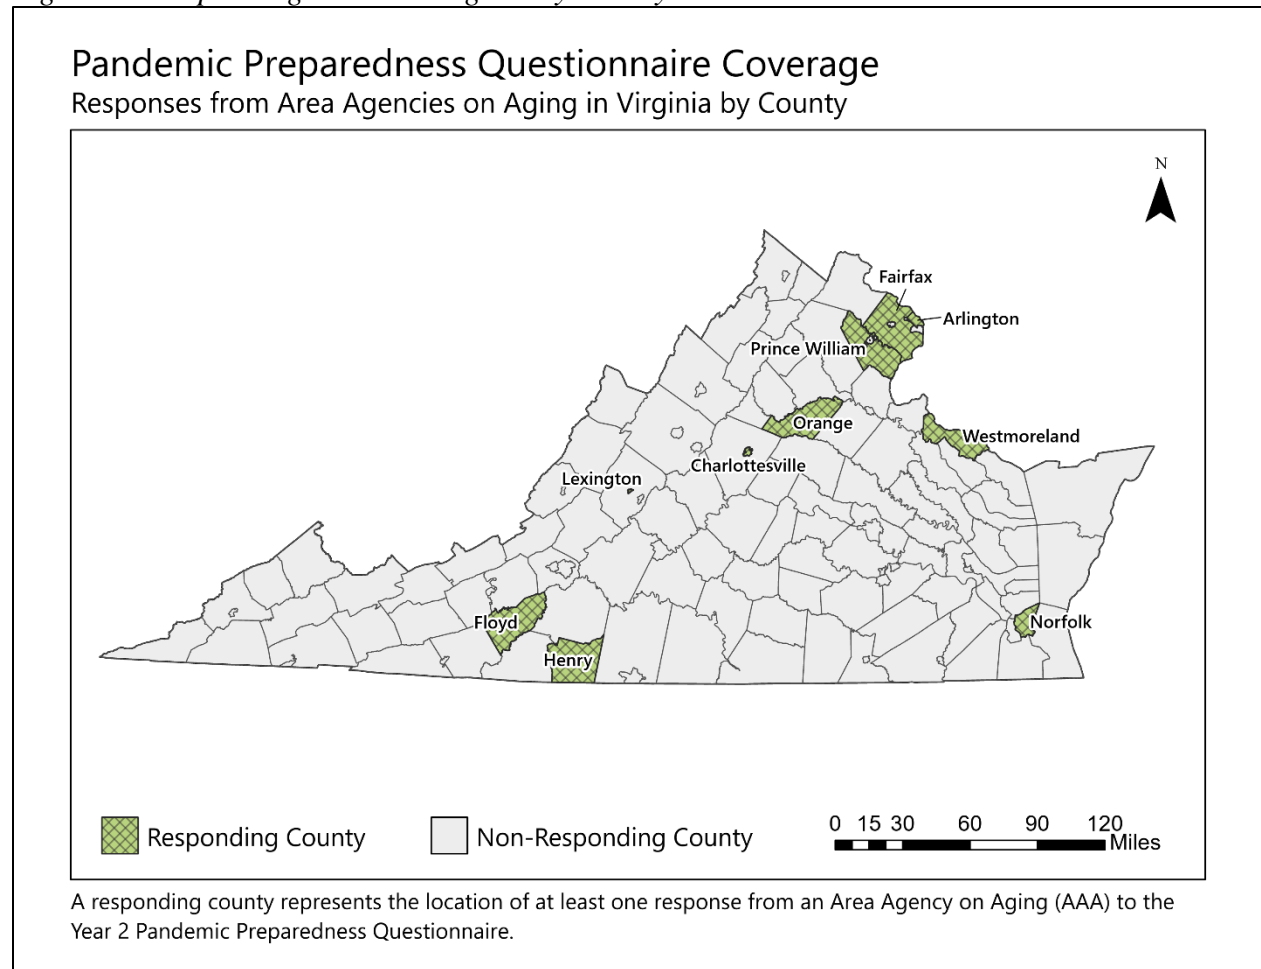 Pandemic Preparedness Questionnaire Coverage
Responses from Area Agencies on Aging in Virginia by County
N
Fairfax
Arlington
Prince William
Orange
Westmoreland
Charlottesville
Lexington
Floyd
Norfolk
Henry
Responding County
Non-Responding County
0 15 30 60 90 120
Miles
A responding county represents the location of at least one response from an Area Agency on Aging (AAA) to the
Year 2 Pandemic Preparedness Questionnaire.